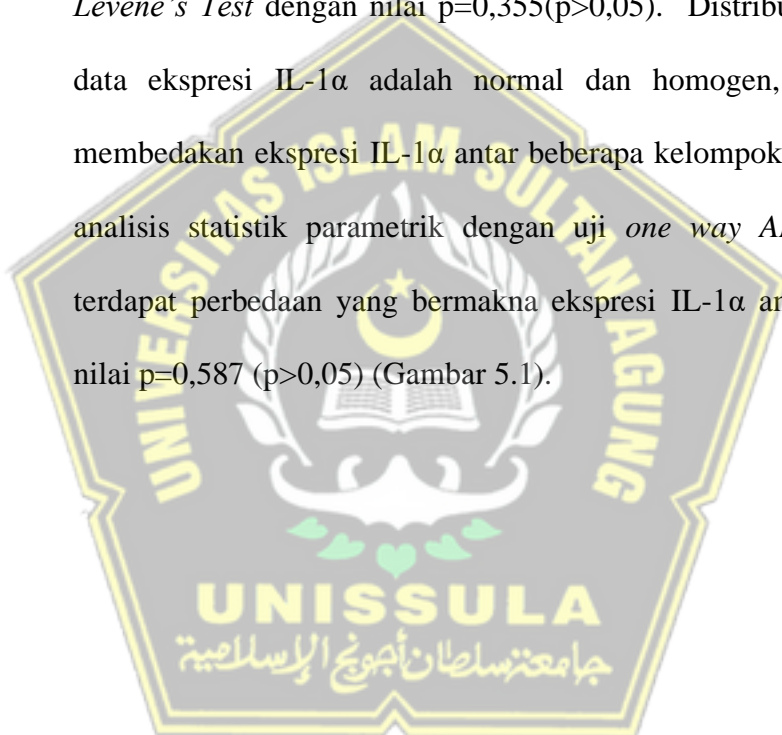 Levene's Test dengan nilai p=0,355(p>0,05). Distribu
data ekspresi IL-1α adalah normal dan homogen,
membedakan ekspresi IL-1α antar beberapa kelompok
analisis statistik parametrik dengan uji one way A
terdapat perbedaan yang bermakna ekspresi IL-1α an
nilai p=0,587 (p>0,05) (Gambar 5.1).
UNIVERSITAS ISLAM SULTAN AGUNG
UNISSULA
جامعتنسلطان أجونج الإسلامية